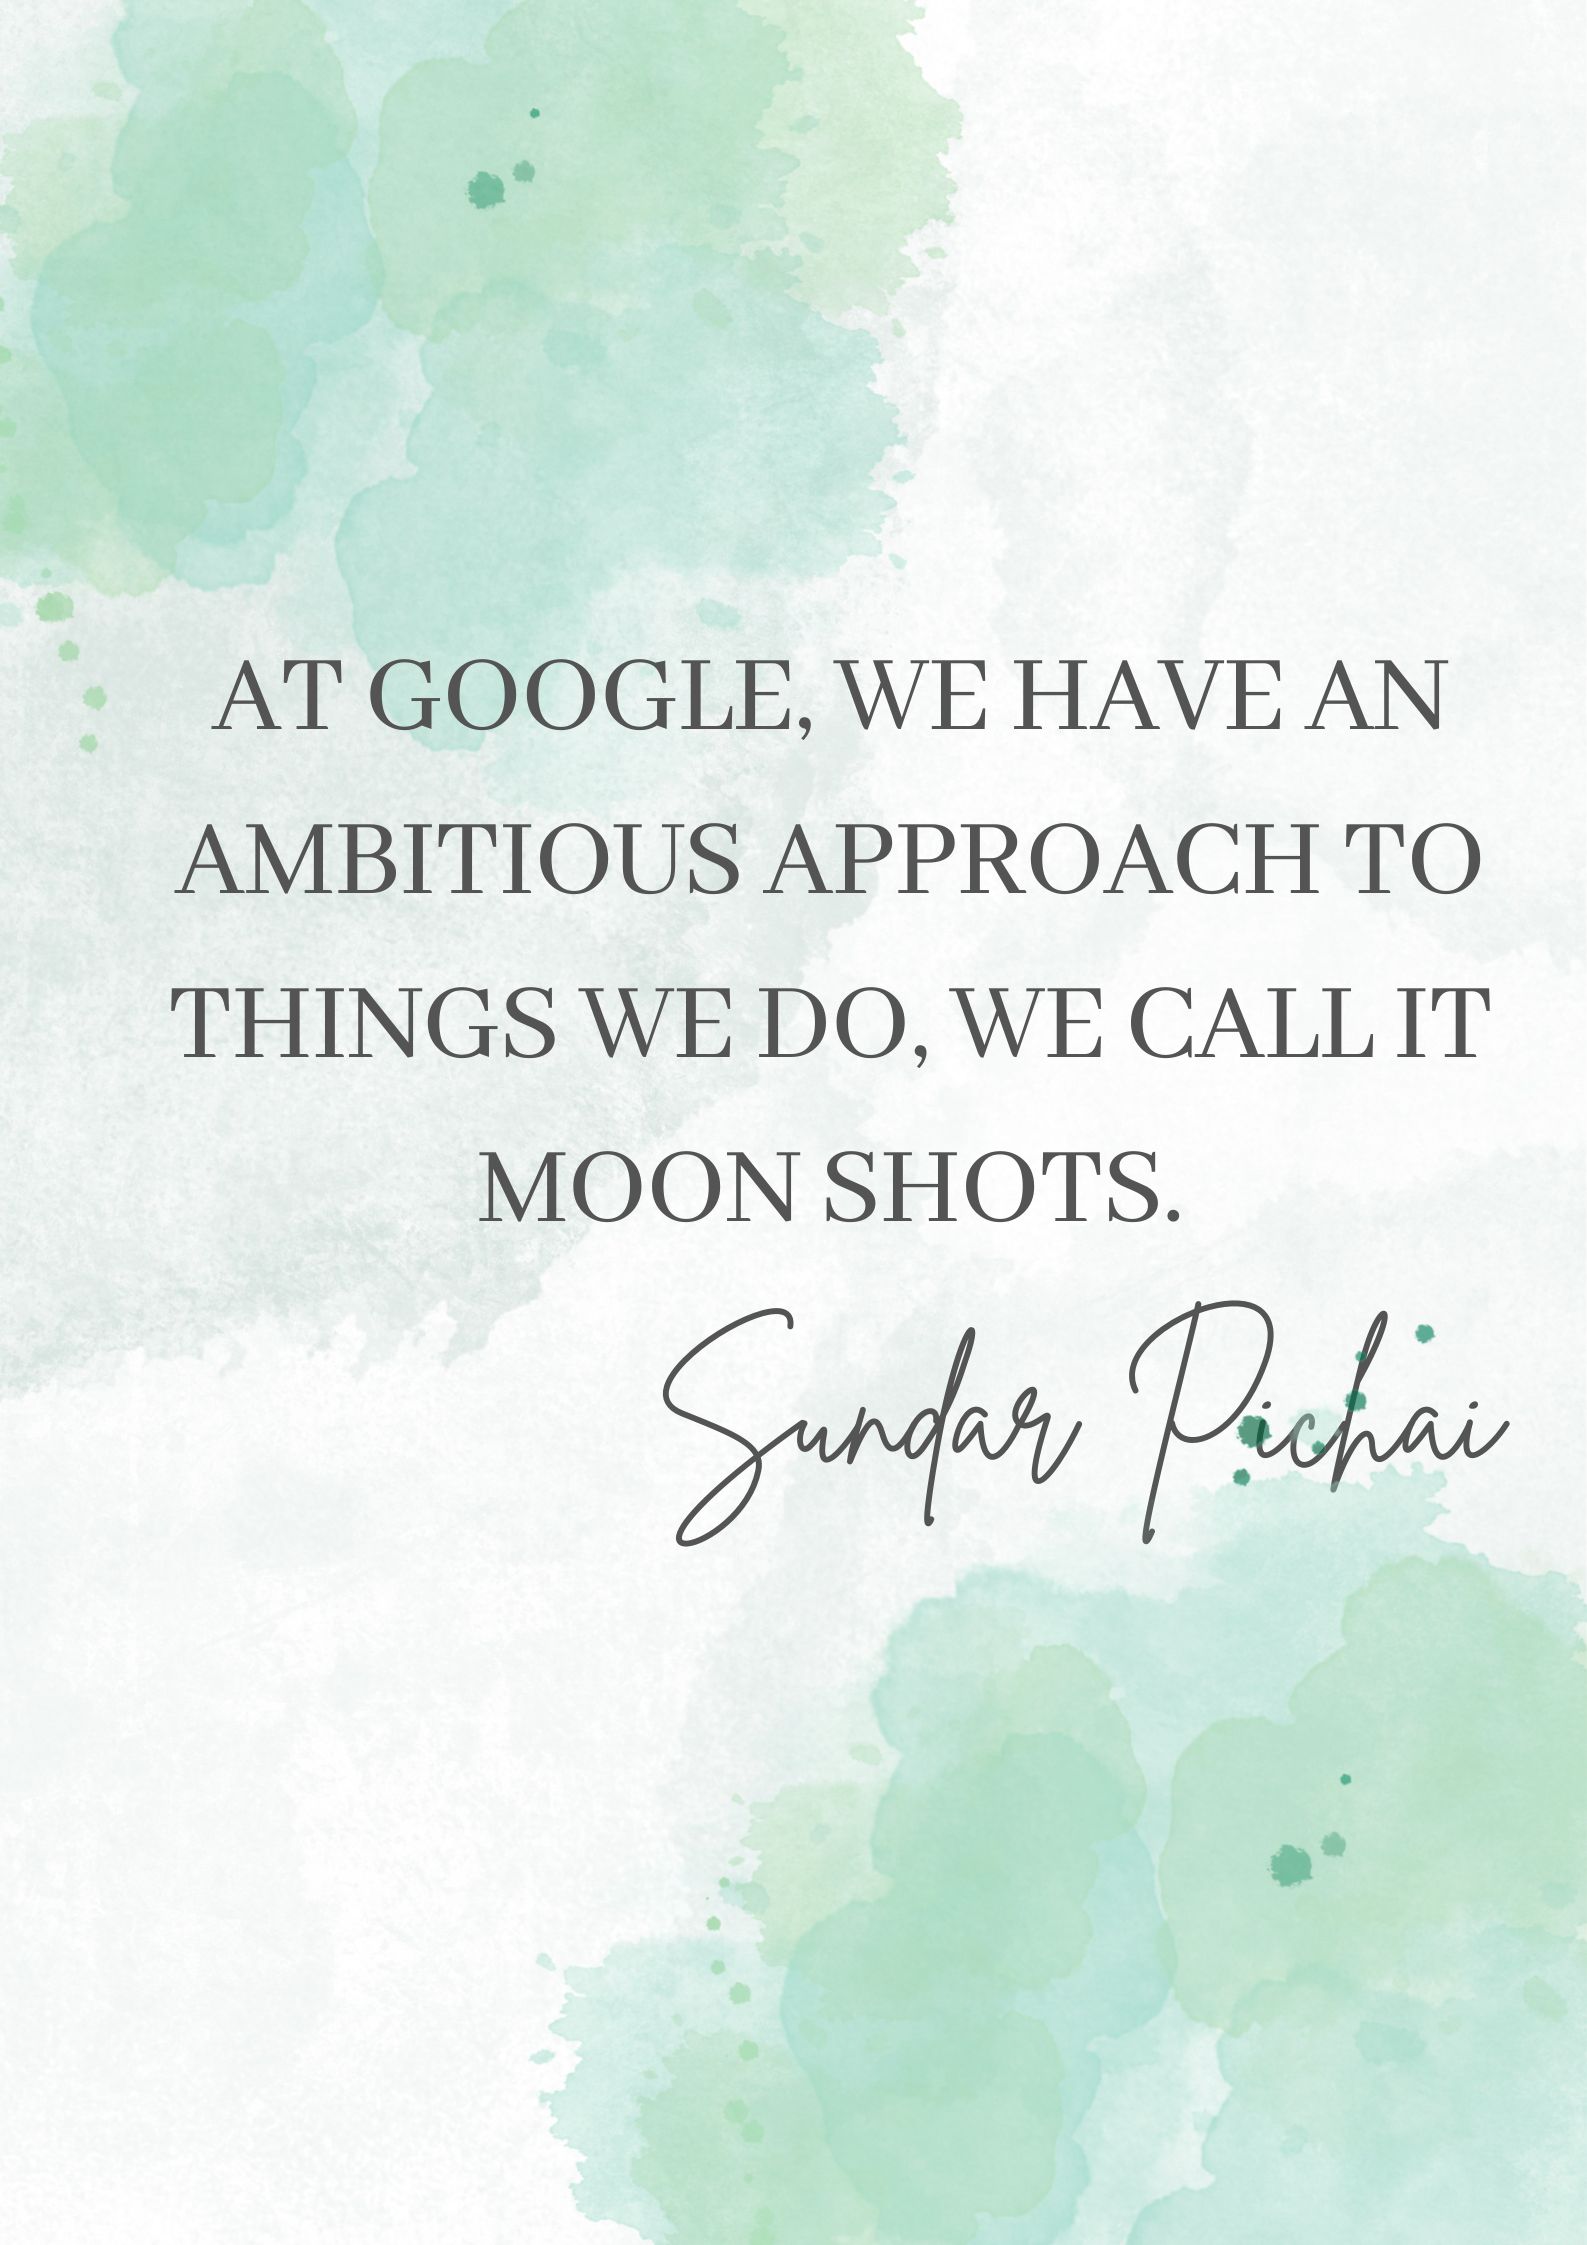 AT GOOGLE, WE HAVE AN
AMBITIOUS APPROACH TO
THINGS WE DO, WE CALL IT
MOON SHOTS.
Sundar Pichai